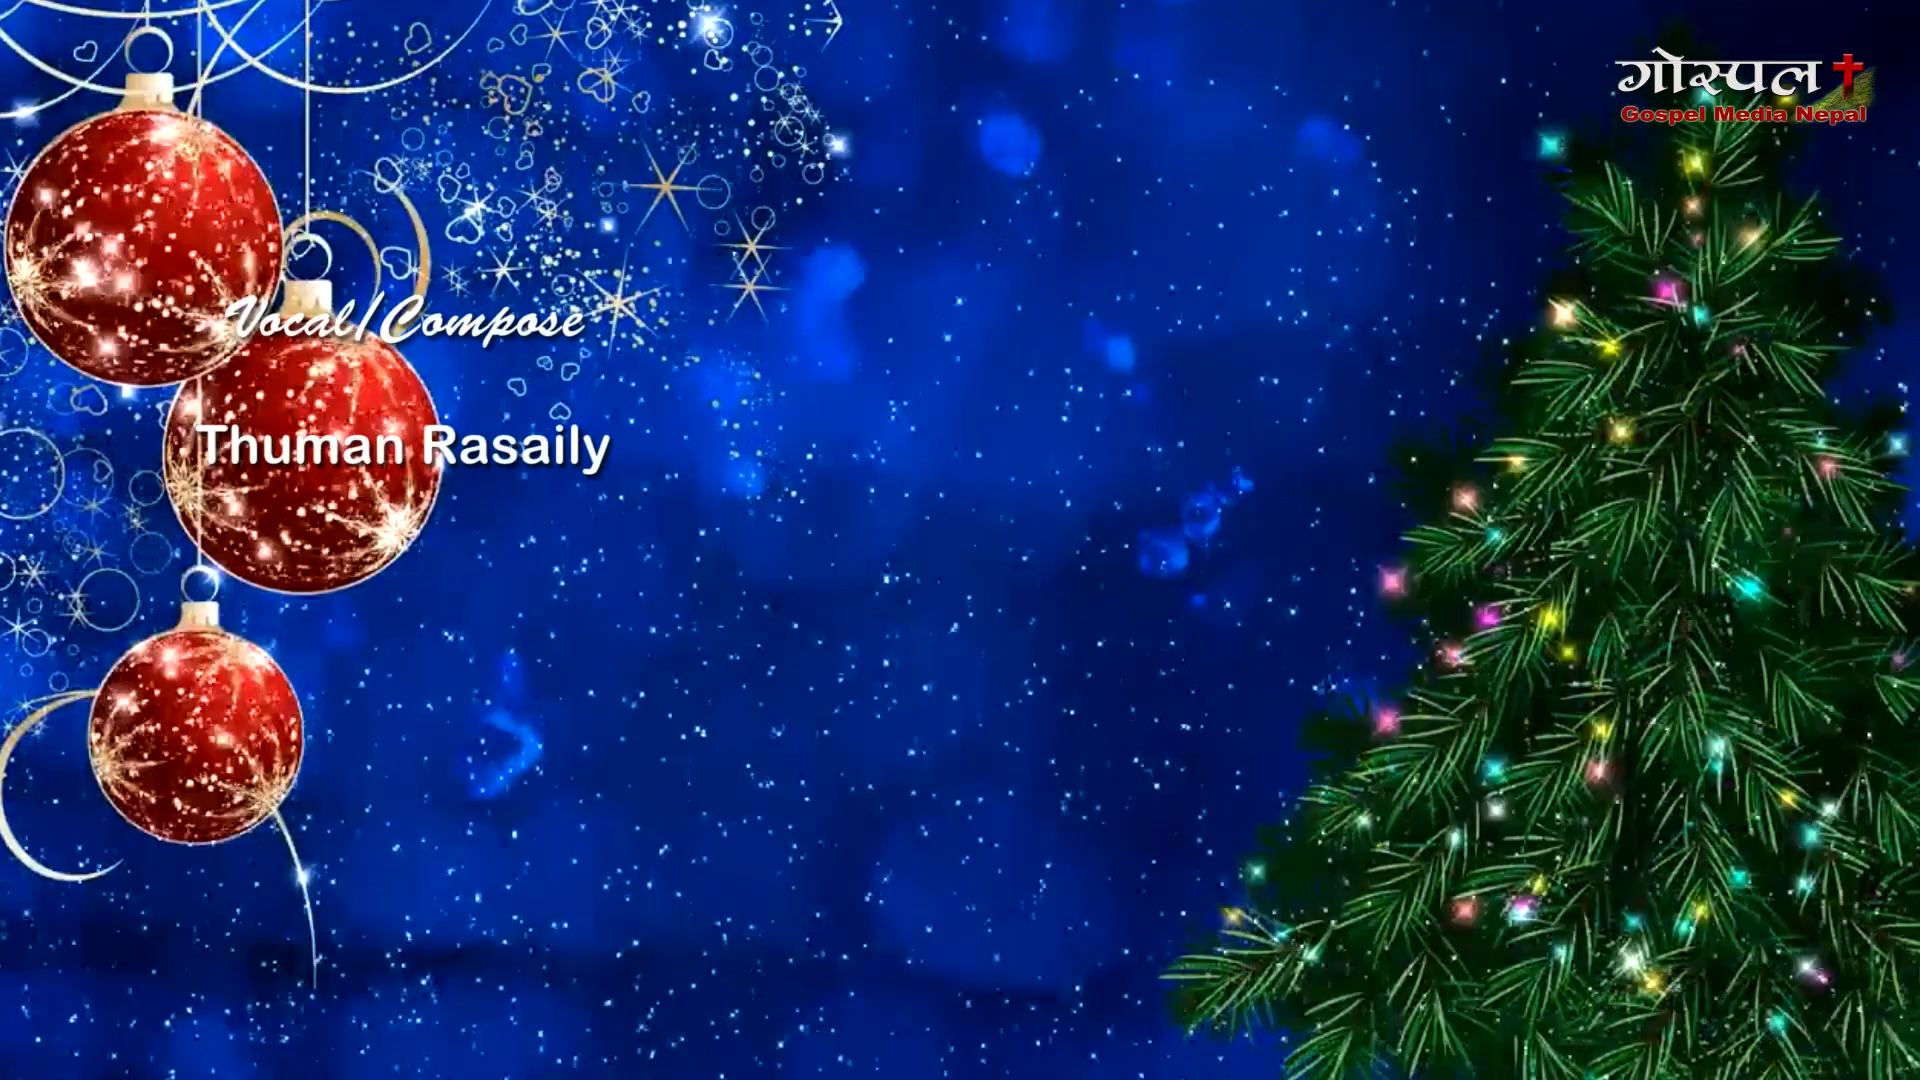 गोस्पल
Gospel Media Nepal
Vocal/Compose
Thuman Rasaily